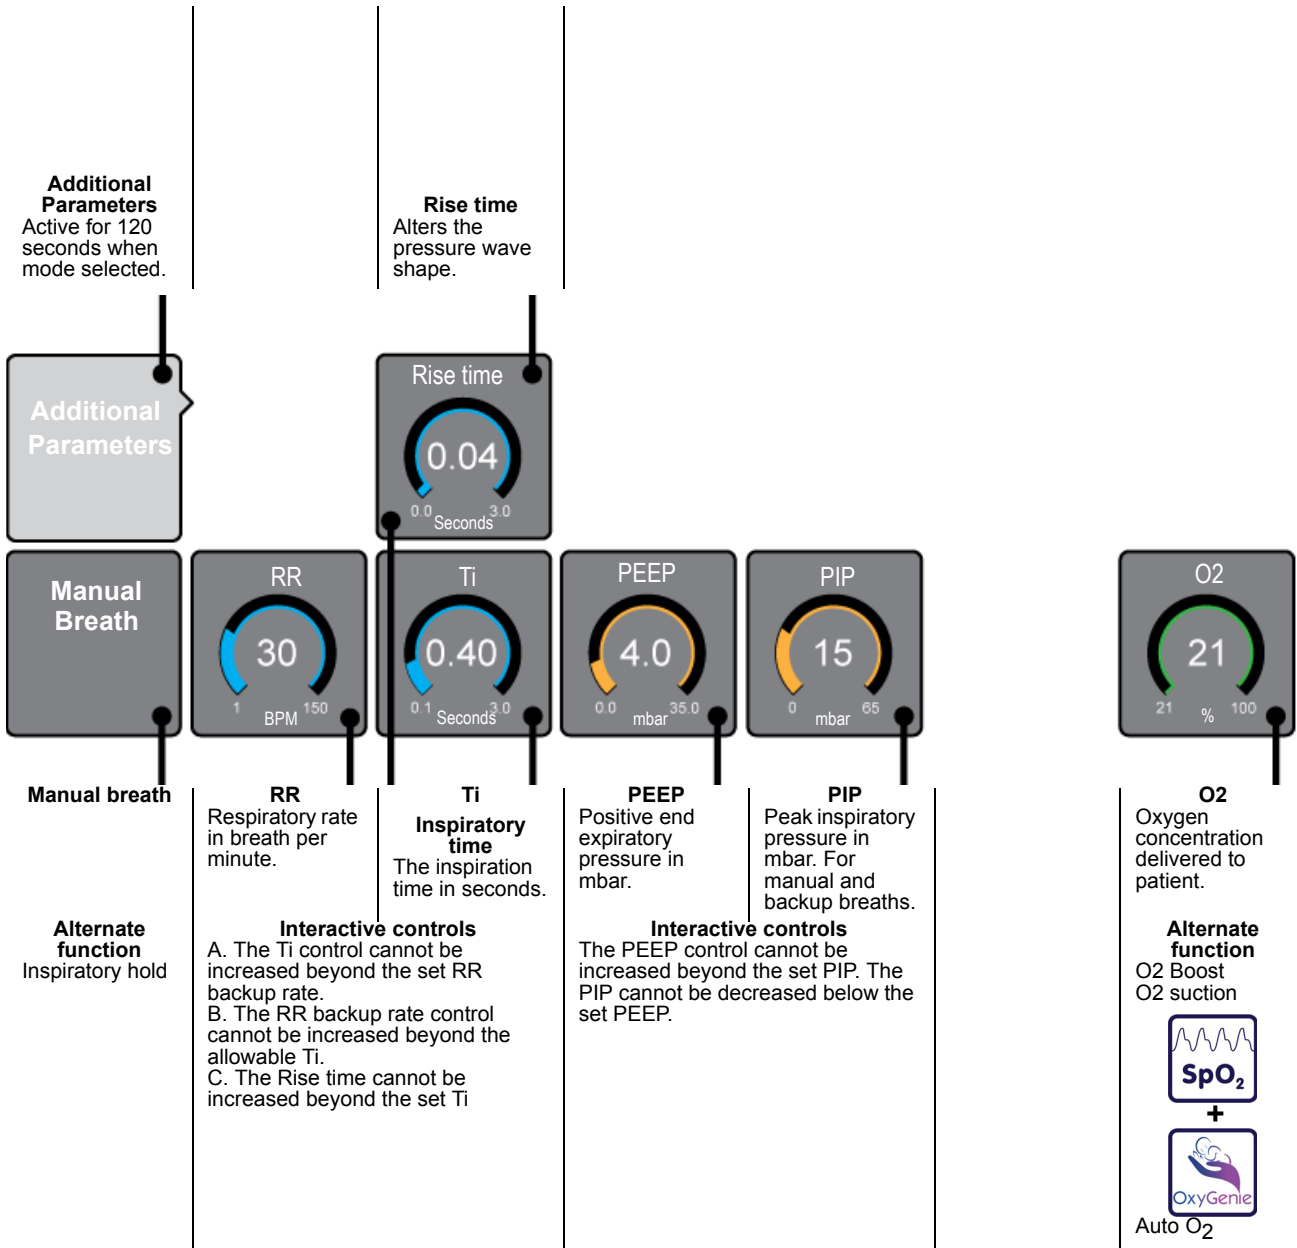 Additional
Parameters
Active for 120
seconds when
mode selected.
Rise time
Alters the
pressure wave
shape.
Additional
Parameters
Rise time
0.04
0.0 3.0
Seconds
Manual
Breath
RR
30
1 150
BPM
Ti
0.40
0.1 3.0
Seconds
PEEP
4.0
0.0 35.0
mbar
PIP
15
0 65
mbar
O2
21
21 100
%
Manual breath
Alternate
function
Inspiratory hold
RR
Respiratory rate
in breath per
minute.
Ti
Inspiratory
time
The inspiration
time in seconds.
Interactive controls
A. The Ti control cannot be
increased beyond the set RR
backup rate.
B. The RR backup rate control
cannot be increased beyond the
allowable Ti.
C. The Rise time cannot be
increased beyond the set Ti
PEEP
Positive end
expiratory
pressure in
mbar.
PIP
Peak inspiratory
pressure in
mbar. For
manual and
backup breaths.
Interactive controls
The PEEP control cannot be
increased beyond the set PIP. The
PIP cannot be decreased below the
set PEEP.
O2
Oxygen
concentration
delivered to
patient.
Alternate
function
O2 Boost
O2 suction
SpO2
+
OxyGenie
Auto O2